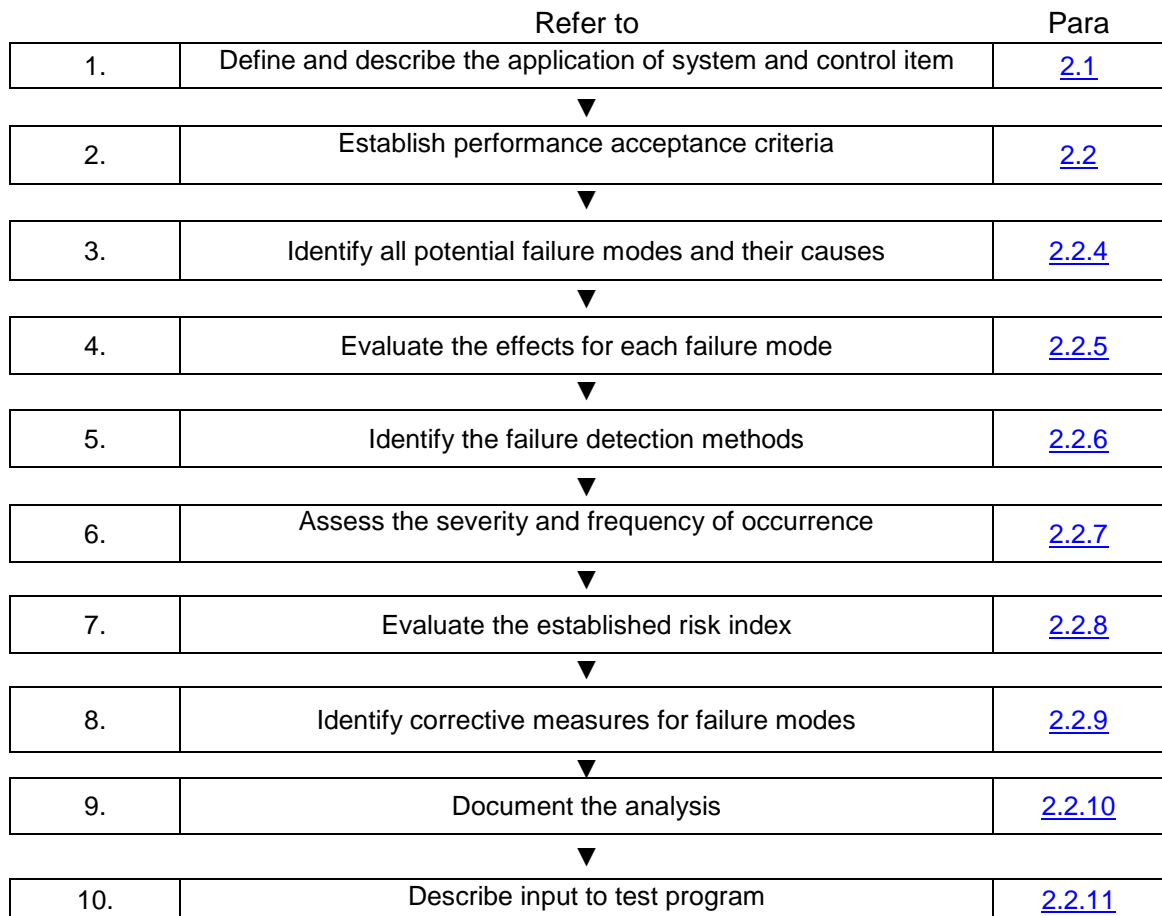 Refer to Para
1. Define and describe the application of system and control item 2.1
▼
2. Establish performance acceptance criteria 2.2
▼
3. Identify all potential failure modes and their causes 2.2.4
▼
4. Evaluate the effects for each failure mode 2.2.5
▼
5. Identify the failure detection methods 2.2.6
▼
6. Assess the severity and frequency of occurrence 2.2.7
▼
7. Evaluate the established risk index 2.2.8
▼
8. Identify corrective measures for failure modes 2.2.9
▼
9. Document the analysis 2.2.10
▼
10. Describe input to test program 2.2.11